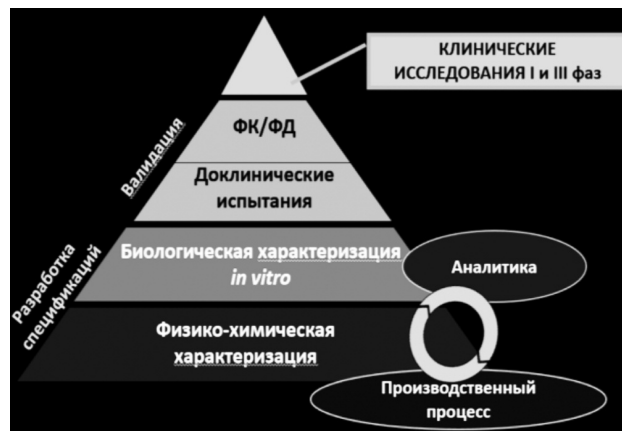 КЛИНИЧЕСКИЕ
ИССЛЕДОВАНИЯ I и III фаз
ФК/ФД
Валидация
Доклинические
испытания
Разработка
спецификаций
Биологическая характеризация
in vitro
Аналитика
Физико-химическая
характеризация
Производственный
процесс